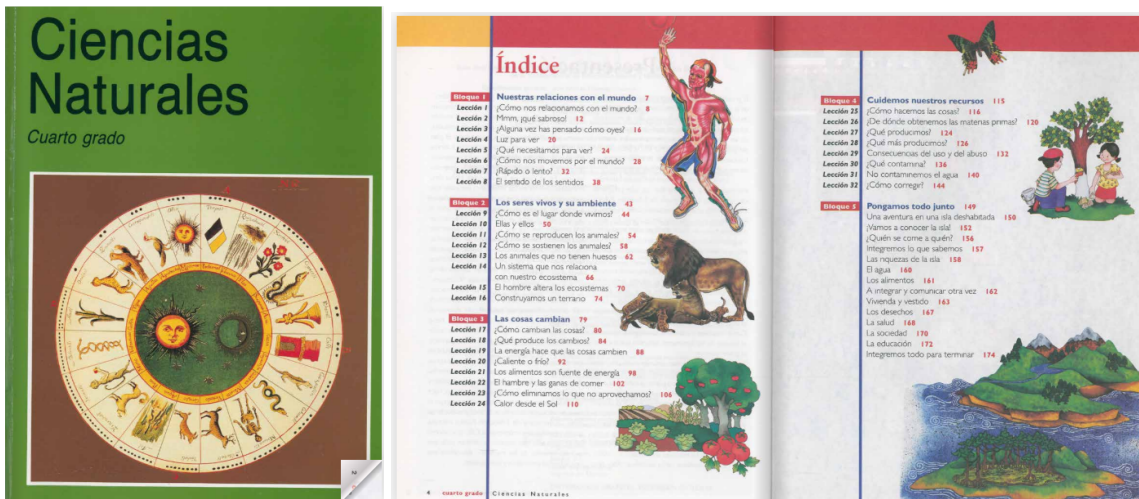 Ciencias
Naturales
Cuarto grado
Índice
Bloque 1 Nuestras relaciones con el mundo 7
Lección 1 ¿Cómo nos relacionamos con el mundo? 8
Lección 2 Mmm, ¡qué sabroso! 12
Lección 3 ¿Alguna vez has pensado cómo oyes? 16
Lección 4 Luz para ver 20
Lección 5 ¿Qué necesitamos para ver? 24
Lección 6 ¿Cómo nos movemos por el mundo? 28
Lección 7 ¿Rápido o lento? 32
Lección 8 El sentido de los sentidos 38
Bloque 2 Los seres vivos y su ambiente 43
Lección 9 ¿Cómo es el lugar donde vivimos? 44
Lección 10 Ellas y ellos 50
Lección 11 ¿Cómo se reproducen los animales? 54
Lección 12 ¿Cómo se sostienen los animales? 58
Lección 13 Los animales que no tienen huesos 62
Lección 14 Un sistema que nos relaciona
con nuestro ecosistema 66
Lección 15 El hombre altera los ecosistemas 70
Lección 16 Construyamos un terrario 74
Bloque 3 Las cosas cambian 79
Lección 17 ¿Cómo cambian las cosas? 80
Lección 18 ¿Qué produce los cambios? 84
Lección 19 La energía hace que las cosas cambien 88
Lección 20 ¿Caliente o frío? 92
Lección 21 Los alimentos son fuente de energía 98
Lección 22 El hambre y las ganas de comer 102
Lección 23 ¿Cómo eliminamos lo que no aprovechamos? 106
Lección 24 Calor desde el Sol 110
4 cuarto grado Ciencias Naturales
Bloque 4 Cuidemos nuestros recursos 115
Lección 25 ¿Cómo hacemos las cosas? 116
Lección 26 ¿De dónde obtenemos las materias primas? 120
Lección 27 ¿Qué producimos? 124
Lección 28 ¿Qué más producimos? 126
Lección 29 Consecuencias del uso y del abuso 132
Lección 30 ¿Qué contamina? 136
Lección 31 No contaminemos el agua 140
Lección 32 ¿Cómo corregir? 144
Bloque 5 Pongamos todo junto 149
Una aventura en una isla deshabitada 150
¡Vamos a conocer la isla! 152
¿Quién se come a quién? 156
Integremos lo que sabemos 157
Las riquezas de la isla 158
El agua 160
Los alimentos 161
A integrar y comunicar otra vez 162
Vivienda y vestido 163
Los desechos 167
La salud 168
La sociedad 170
La educación 172
Integremos todo para terminar 174